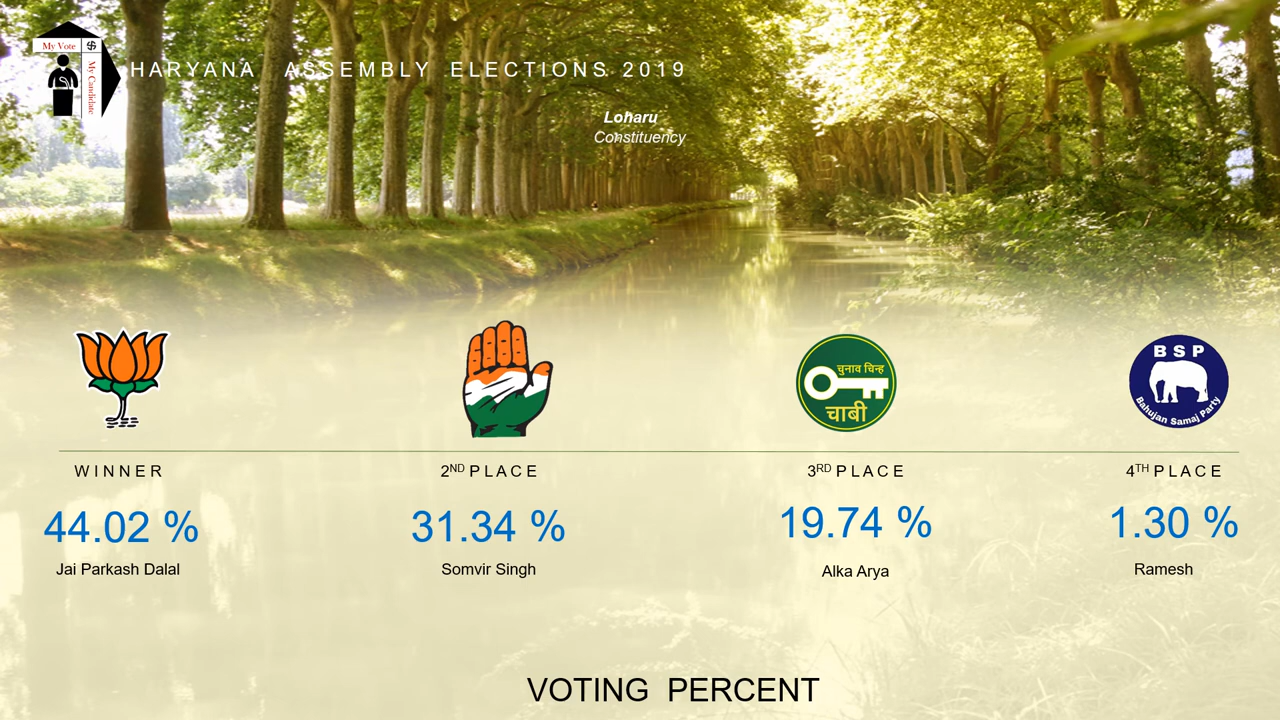 My Vote
My Candidate
HARYANA ASSEMBLY ELECTIONS 2019
Loharu
Constituency
चुनाव चिन्ह
चाबी
BSP
Bahujan Samaj Party
WINNER
2ND PLACE
3RD PLACE
4TH PLACE
44.02 %
31.34 %
19.74 %
1.30 %
Jai Parkash Dalal
Somvir Singh
Alka Arya
Ramesh
VOTING PERCENT